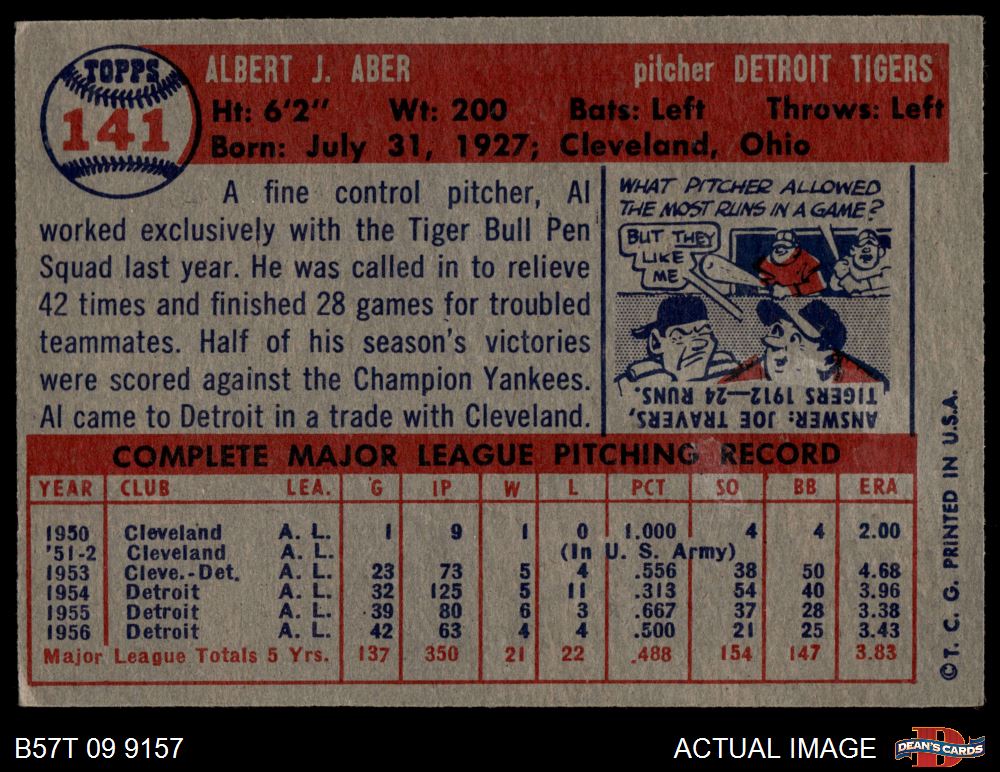 TOPPS
141
ALBERT J. ABER pitcher DETROIT TIGERS
Ht: 6'2" Wt: 200 Bats: Left Throws: Left
Born: July 31, 1927; Cleveland, Ohio
A fine control pitcher, Al
worked exclusively with the Tiger Bull Pen
Squad last year. He was called in to relieve
42 times and finished 28 games for troubled
teammates. Half of his season's victories
were scored against the Champion Yankees.
Al came to Detroit in a trade with Cleveland.
WHAT PITCHER ALLOWED
THE MOST RUNS IN A GAME?
BUT THEY
LIKE
ME
ANSWER: JOE TRAVERS,
TIGERS 1912—24 RUNS.
COMPLETE MAJOR LEAGUE PITCHING RECORD
YEAR CLUB LEA. G IP W L PCT SO BB ERA
1950 Cleveland A. L. 1 9 1 0 1.000 4 4 2.00
'51-2 Cleveland A. L. (In U. S. Army)
1953 Cleve.-Det. A. L. 23 73 5 4 .556 38 50 4.68
1954 Detroit A. L. 32 125 5 11 .313 54 40 3.96
1955 Detroit A. L. 39 80 6 3 .667 37 28 3.38
1956 Detroit A. L. 42 63 4 4 .500 21 25 3.43
Major League Totals 5 Yrs. 137 350 21 22 .488 154 147 3.83
© T. C. G. PRINTED IN U.S.A.
B57T 09 9157
ACTUAL IMAGE
DEAN'S CARDS